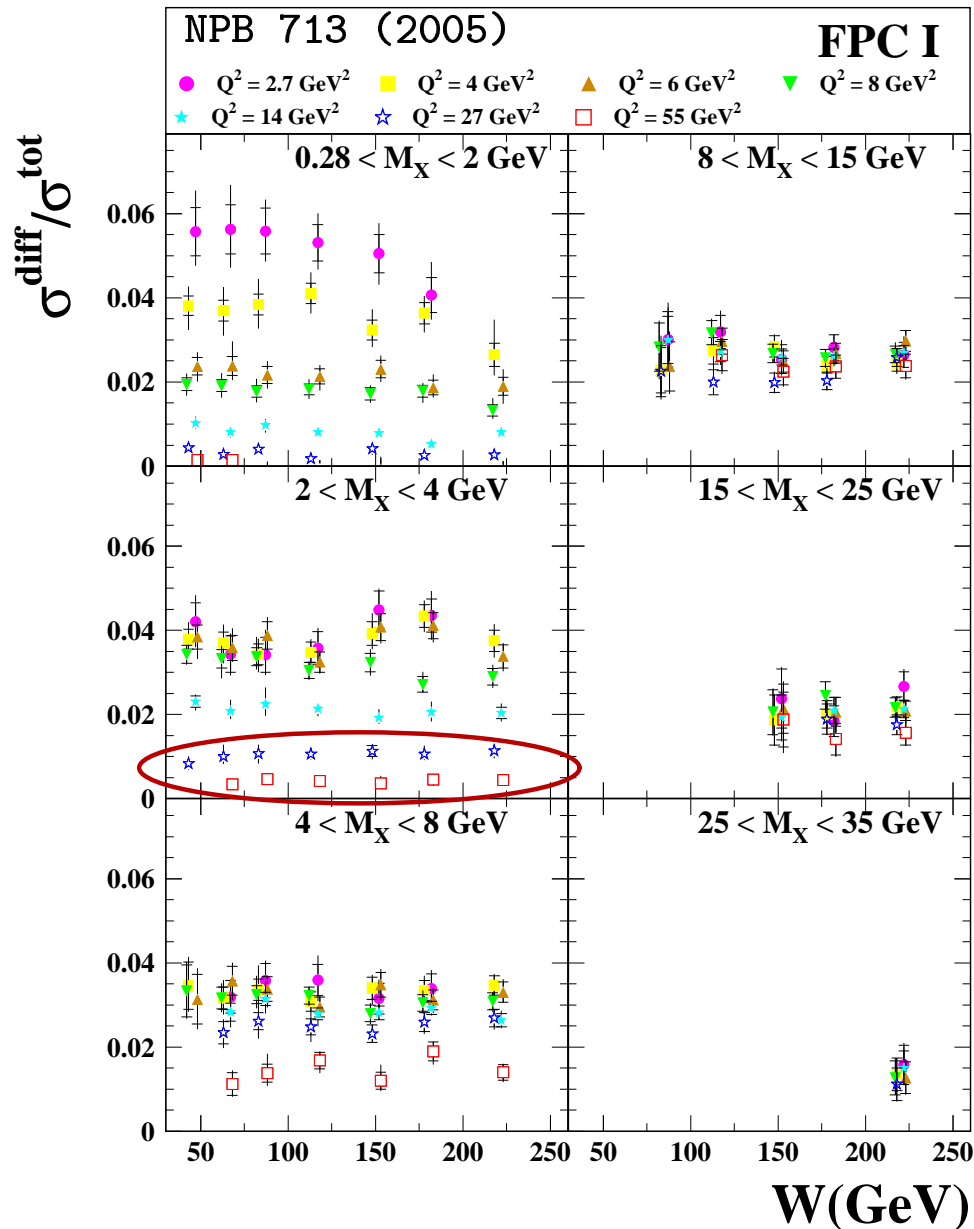 NPB 713 (2005)
FPC I
Q² = 2.7 GeV² Q² = 4 GeV² Q² = 6 GeV² Q² = 8 GeV²
Q² = 14 GeV² Q² = 27 GeV² Q² = 55 GeV²
σ^diff/σ^tot
0.28 < M_X < 2 GeV
8 < M_X < 15 GeV
0.06
0.04
0.02
0
2 < M_X < 4 GeV
15 < M_X < 25 GeV
0.06
0.04
0.02
0
4 < M_X < 8 GeV
25 < M_X < 35 GeV
0.06
0.04
0.02
0
50 100 150 200 250 50 100 150 200 250
W(GeV)